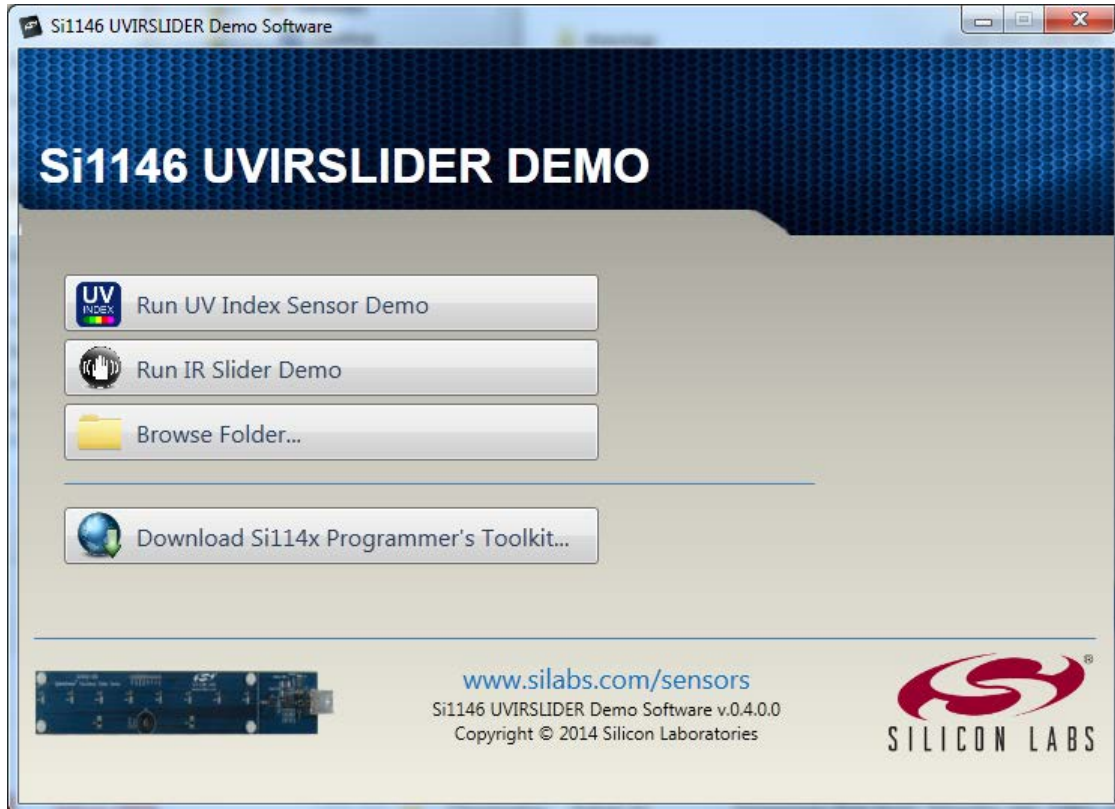 Si1146 UVIRSLIDER Demo Software
Si1146 UVIRSLIDER DEMO
UV
INDEX
Run UV Index Sensor Demo
Run IR Slider Demo
Browse Folder...
Download Si114x Programmer's Toolkit...
www.silabs.com/sensors
Si1146 UVIRSLIDER Demo Software v.0.4.0.0
Copyright © 2014 Silicon Laboratories
®
SILICON LABS